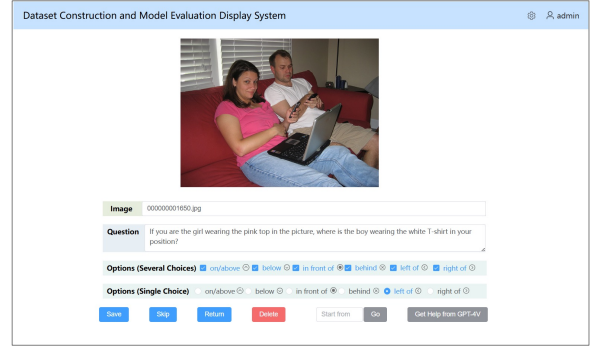 Dataset Construction and Model Evaluation Display System
admin
Image 000000001650.jpg
Question If you are the girl wearing the pink top in the picture, where is the boy wearing the white T-shirt in your
position?
Options (Several Choices) on/above below in front of behind left of right of
Options (Single Choice) on/above below in front of behind left of right of
Save Skip Return Delete Start from Go Get Help from GPT-4V